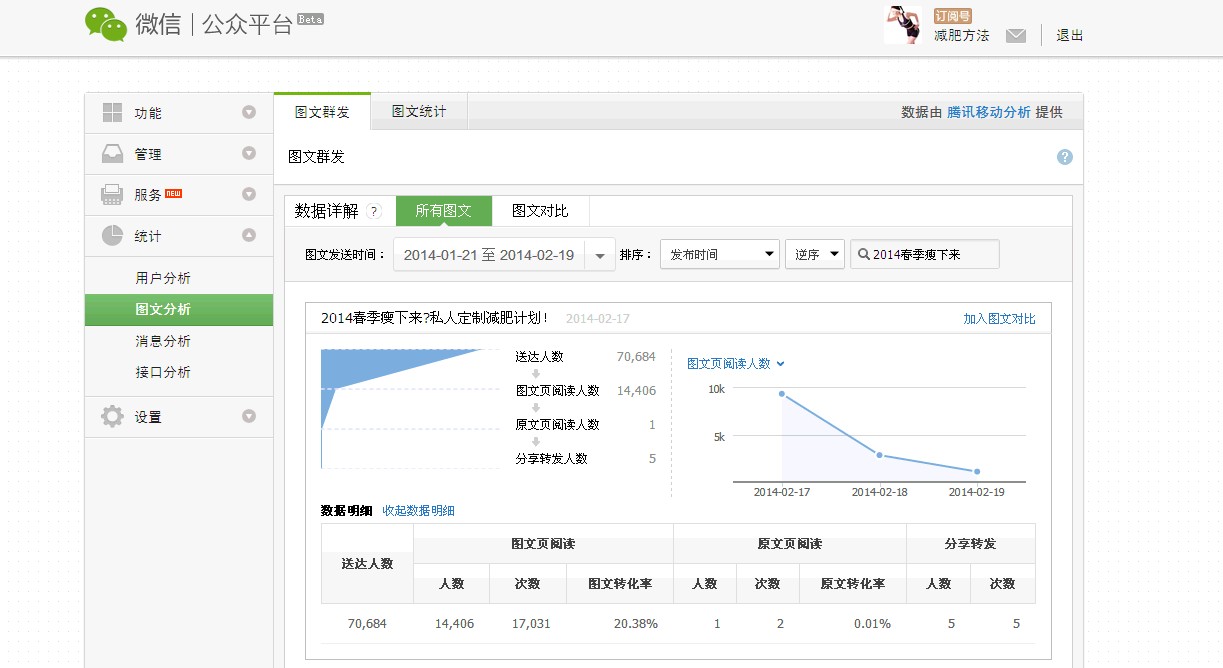 微信 | 公众平台 Beta
订阅号
减肥方法
退出
功能
管理
服务 NEW
统计
用户分析
图文分析
消息分析
接口分析
设置
图文群发 图文统计 数据由 腾讯移动分析 提供
图文群发 ?
数据详解 ? 所有图文 图文对比
图文发送时间： 2014-01-21 至 2014-02-19 排序： 发布时间 逆序 2014春季瘦下来
2014春季瘦下来?私人定制减肥计划！ 2014-02-17 加入图文对比
送达人数 70,684
图文页阅读人数 14,406
原文页阅读人数 1
分享转发人数 5
图文页阅读人数
10k
5k
2014-02-17 2014-02-18 2014-02-19
数据明细 收起数据明细
送达人数 图文页阅读 原文页阅读 分享转发
人数 次数 图文转化率 人数 次数 原文转化率 人数 次数
70,684 14,406 17,031 20.38% 1 2 0.01% 5 5